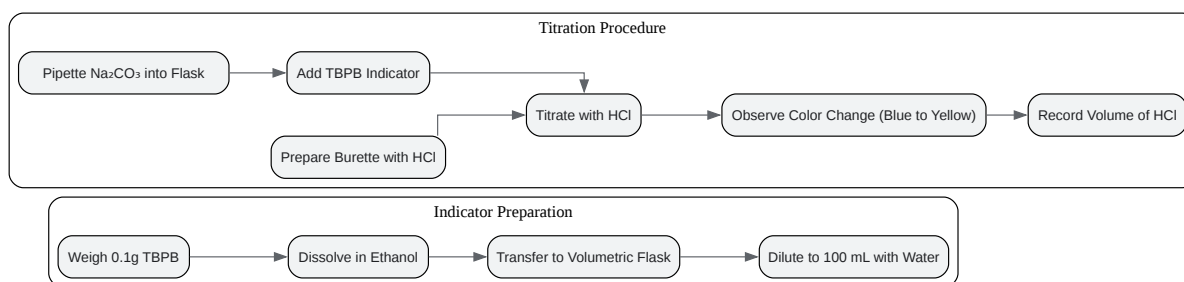 Titration Procedure
Pipette Na₂CO₃ into Flask
Add TBPB Indicator
Titrate with HCl
Observe Color Change (Blue to Yellow)
Record Volume of HCl
Prepare Burette with HCl
Indicator Preparation
Weigh 0.1g TBPB
Dissolve in Ethanol
Transfer to Volumetric Flask
Dilute to 100 mL with Water